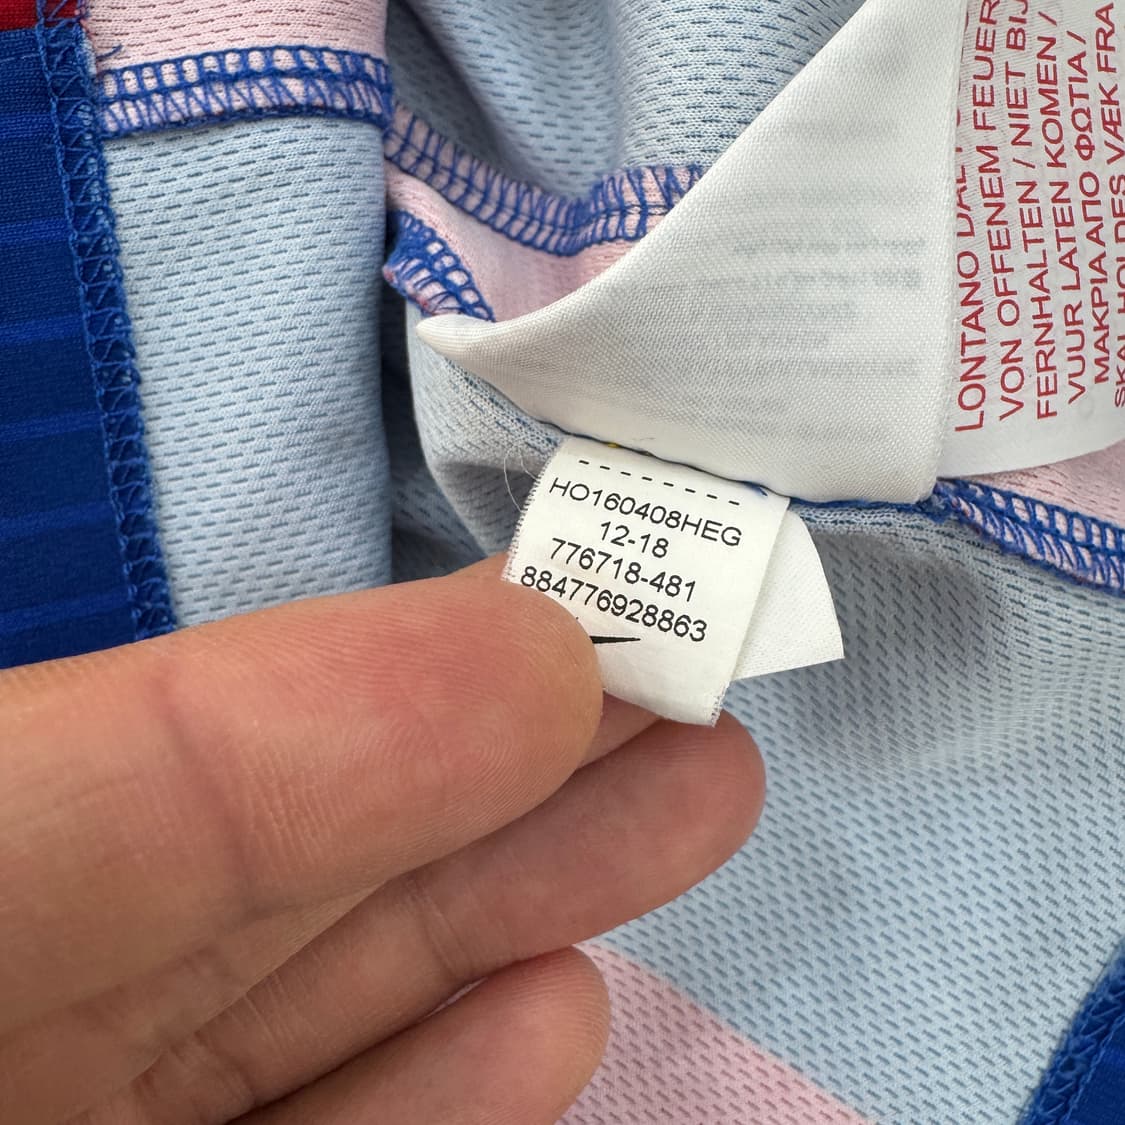 HO160408HEG
12-18
776718-481
884776928863
LONTANO DAL
VON OFFENEM FEUER
FERNHALTEN / NIET BIJ
VUUR LATEN KOMEN /
ΜΑΚΡΙΑ ΑΠΟ ΦΩΤΙΑ /
SKAL HOLDES VÆK FRA